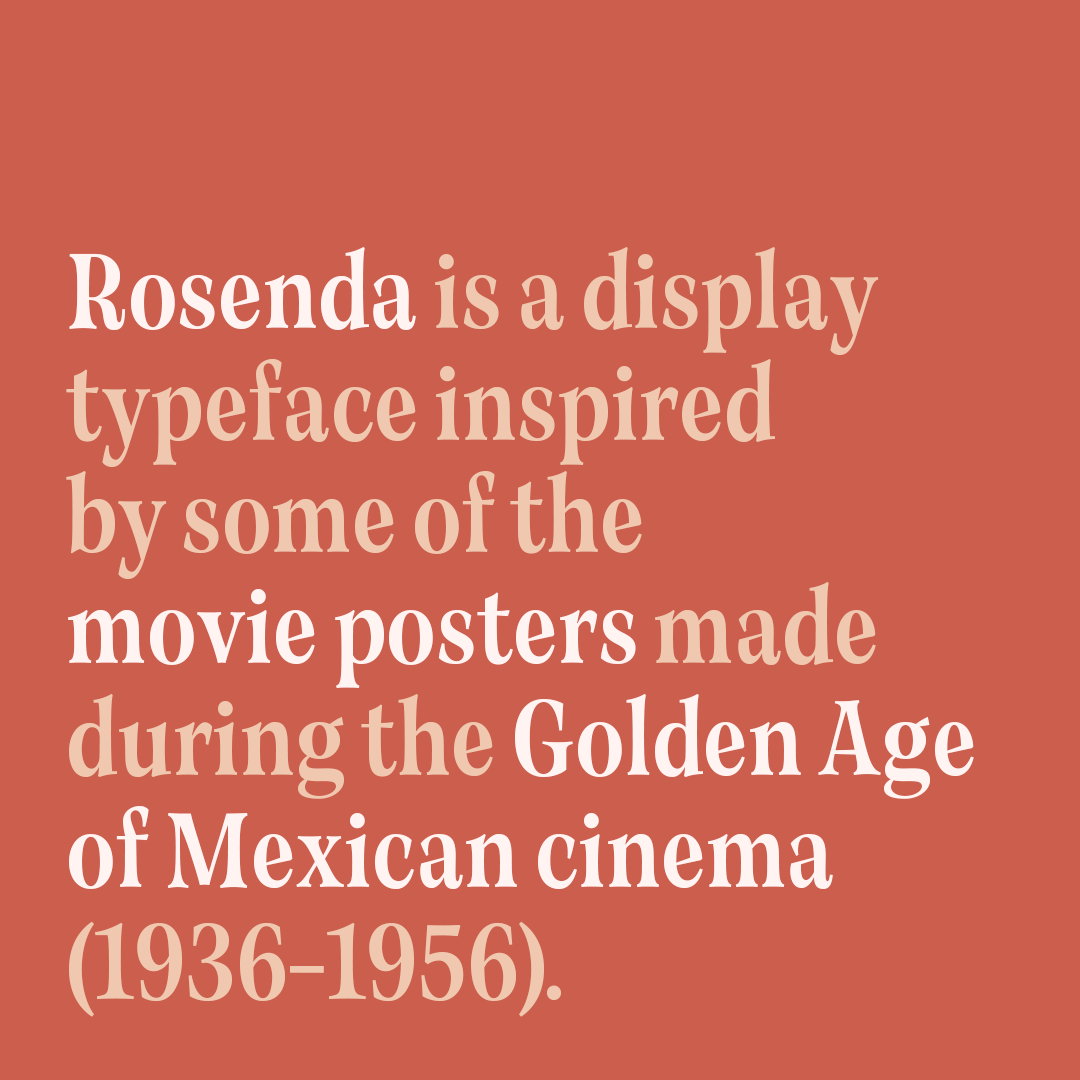 Rosenda is a display
typeface inspired
by some of the
movie posters made
during the Golden Age
of Mexican cinema
(1936–1956).